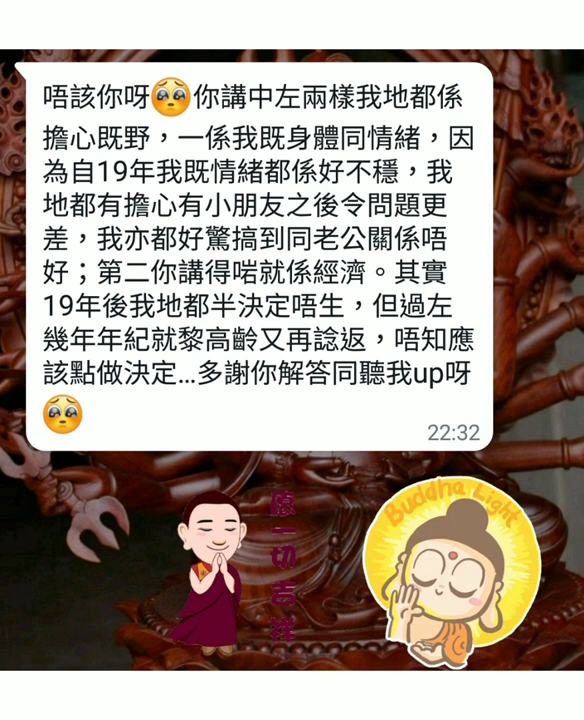 唔該你呀🥺你講中左兩樣我地都係
擔心既野，一係我既身體同情緒，因
為自19年我既情緒都係好不穩，我
地都有擔心有小朋友之後令問題更
差，我亦都好驚搞到同老公關係唔
好；第二你講得啱就係經濟。其實
19年後我地都半決定唔生，但過左
幾年年紀就黎高齡又再諗返，唔知應
該點做決定...多謝你解答同聽我up呀
🥺
22:32
愿一切吉祥
Buddha Light